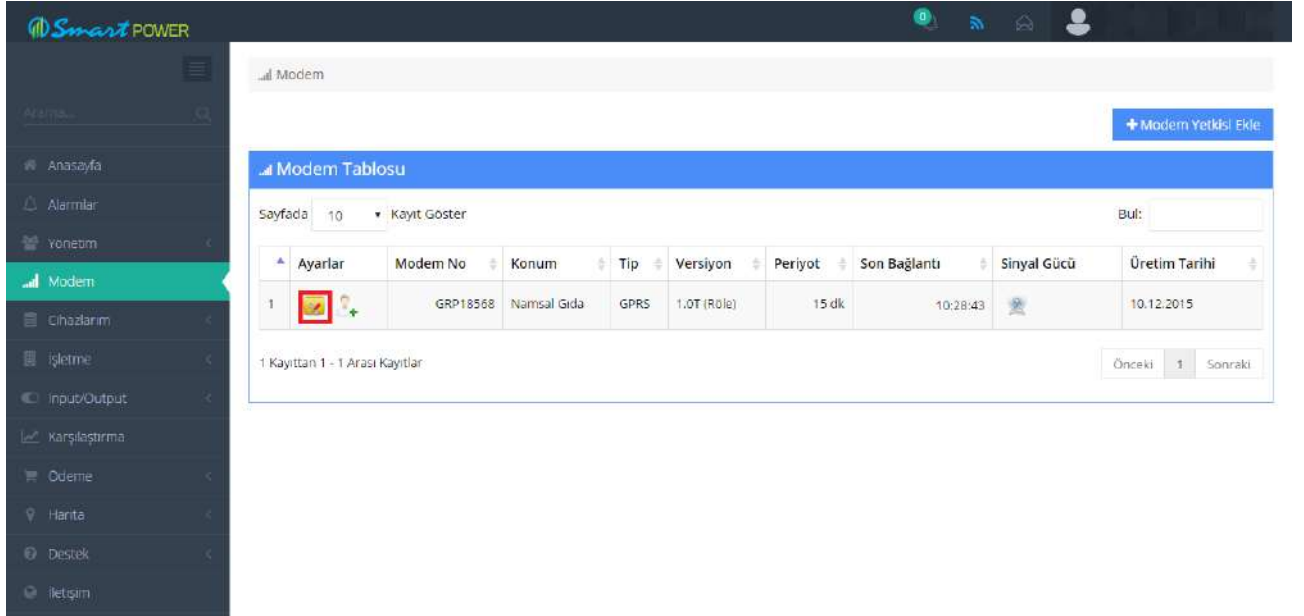 Smart POWER
0
Modem
Arama...
+ Modem Yetkisi Ekle
Anasayfa
Modem Tablosu
Alarmlar
Sayfada 10 Kayıt Göster
Bul:
Yönetim
Ayarlar Modem No Konum Tip Versiyon Periyot Son Bağlantı Sinyal Gücü Üretim Tarihi
Modem
1 GRP18568 Namsal Gıda GPRS 1.0T (Röle) 15 dk 10:28:43 10.12.2015
Cihazlarım
İşletme
1 Kayıttan 1 - 1 Arası Kayıtlar
Önceki 1 Sonraki
Input/Output
Karşılaştırma
Ödeme
Harita
Destek
İletişim